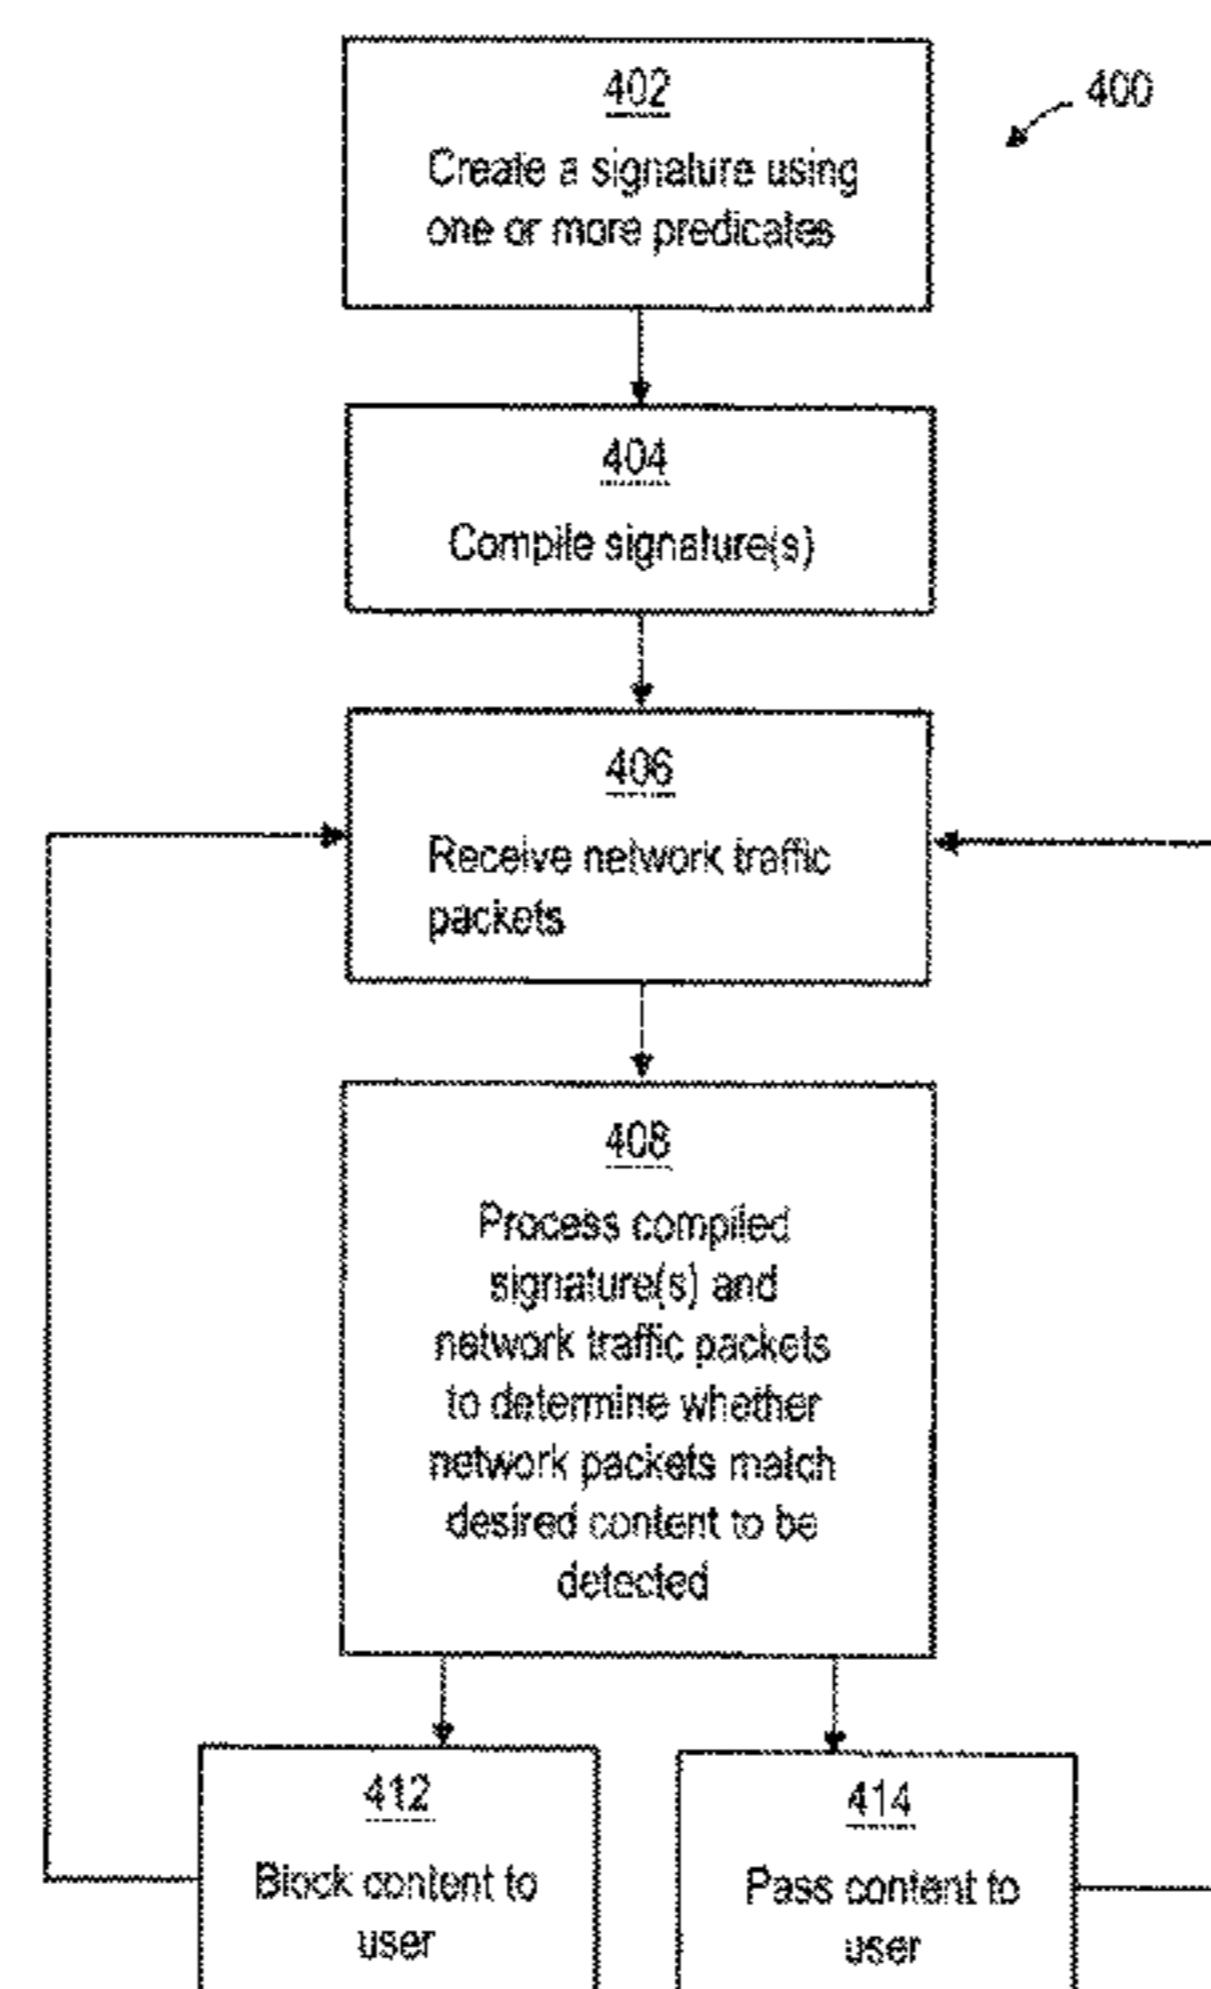 402
400
Create a signature using
one or more predicates
404
Compile signature(s)
406
Receive network traffic
packets
408
Process compiled
signature(s) and
network traffic packets
to determine whether
network packets match
desired content to be
detected
412
Block content to
user
414
Pass content to
user